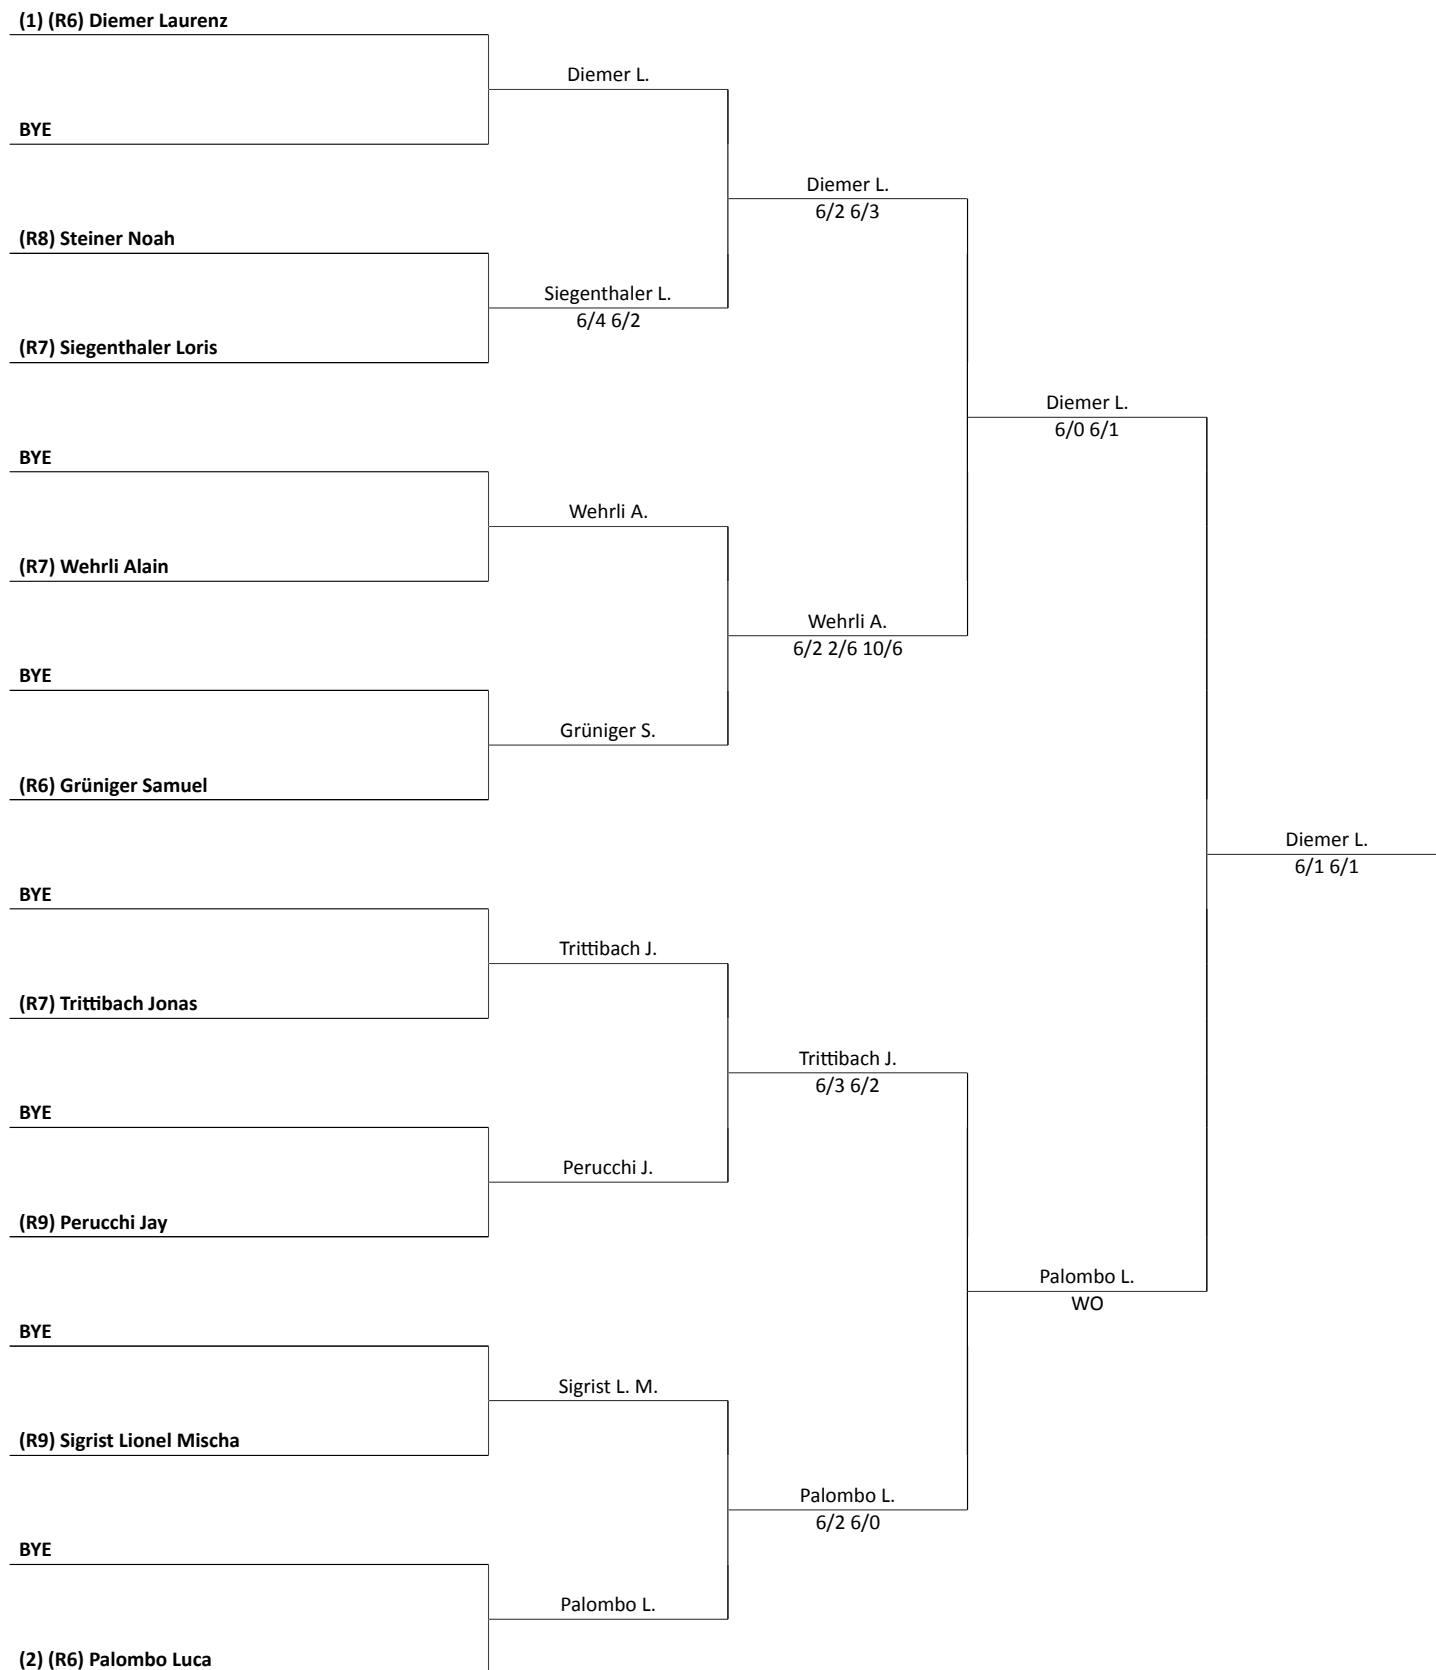 (1) (R6) Diemer Laurenz
Diemer L.
BYE
Diemer L.
6/2 6/3
(R8) Steiner Noah
Siegenthaler L.
6/4 6/2
(R7) Siegenthaler Loris
Diemer L.
6/0 6/1
BYE
Wehrli A.
(R7) Wehrli Alain
Wehrli A.
6/2 2/6 10/6
BYE
Grüniger S.
(R6) Grüniger Samuel
Diemer L.
6/1 6/1
BYE
Trittibach J.
(R7) Trittibach Jonas
Trittibach J.
6/3 6/2
BYE
Perucchi J.
(R9) Perucchi Jay
Palombo L.
WO
BYE
Sigrist L. M.
(R9) Sigrist Lionel Mischa
Palombo L.
6/2 6/0
BYE
Palombo L.
(2) (R6) Palombo Luca